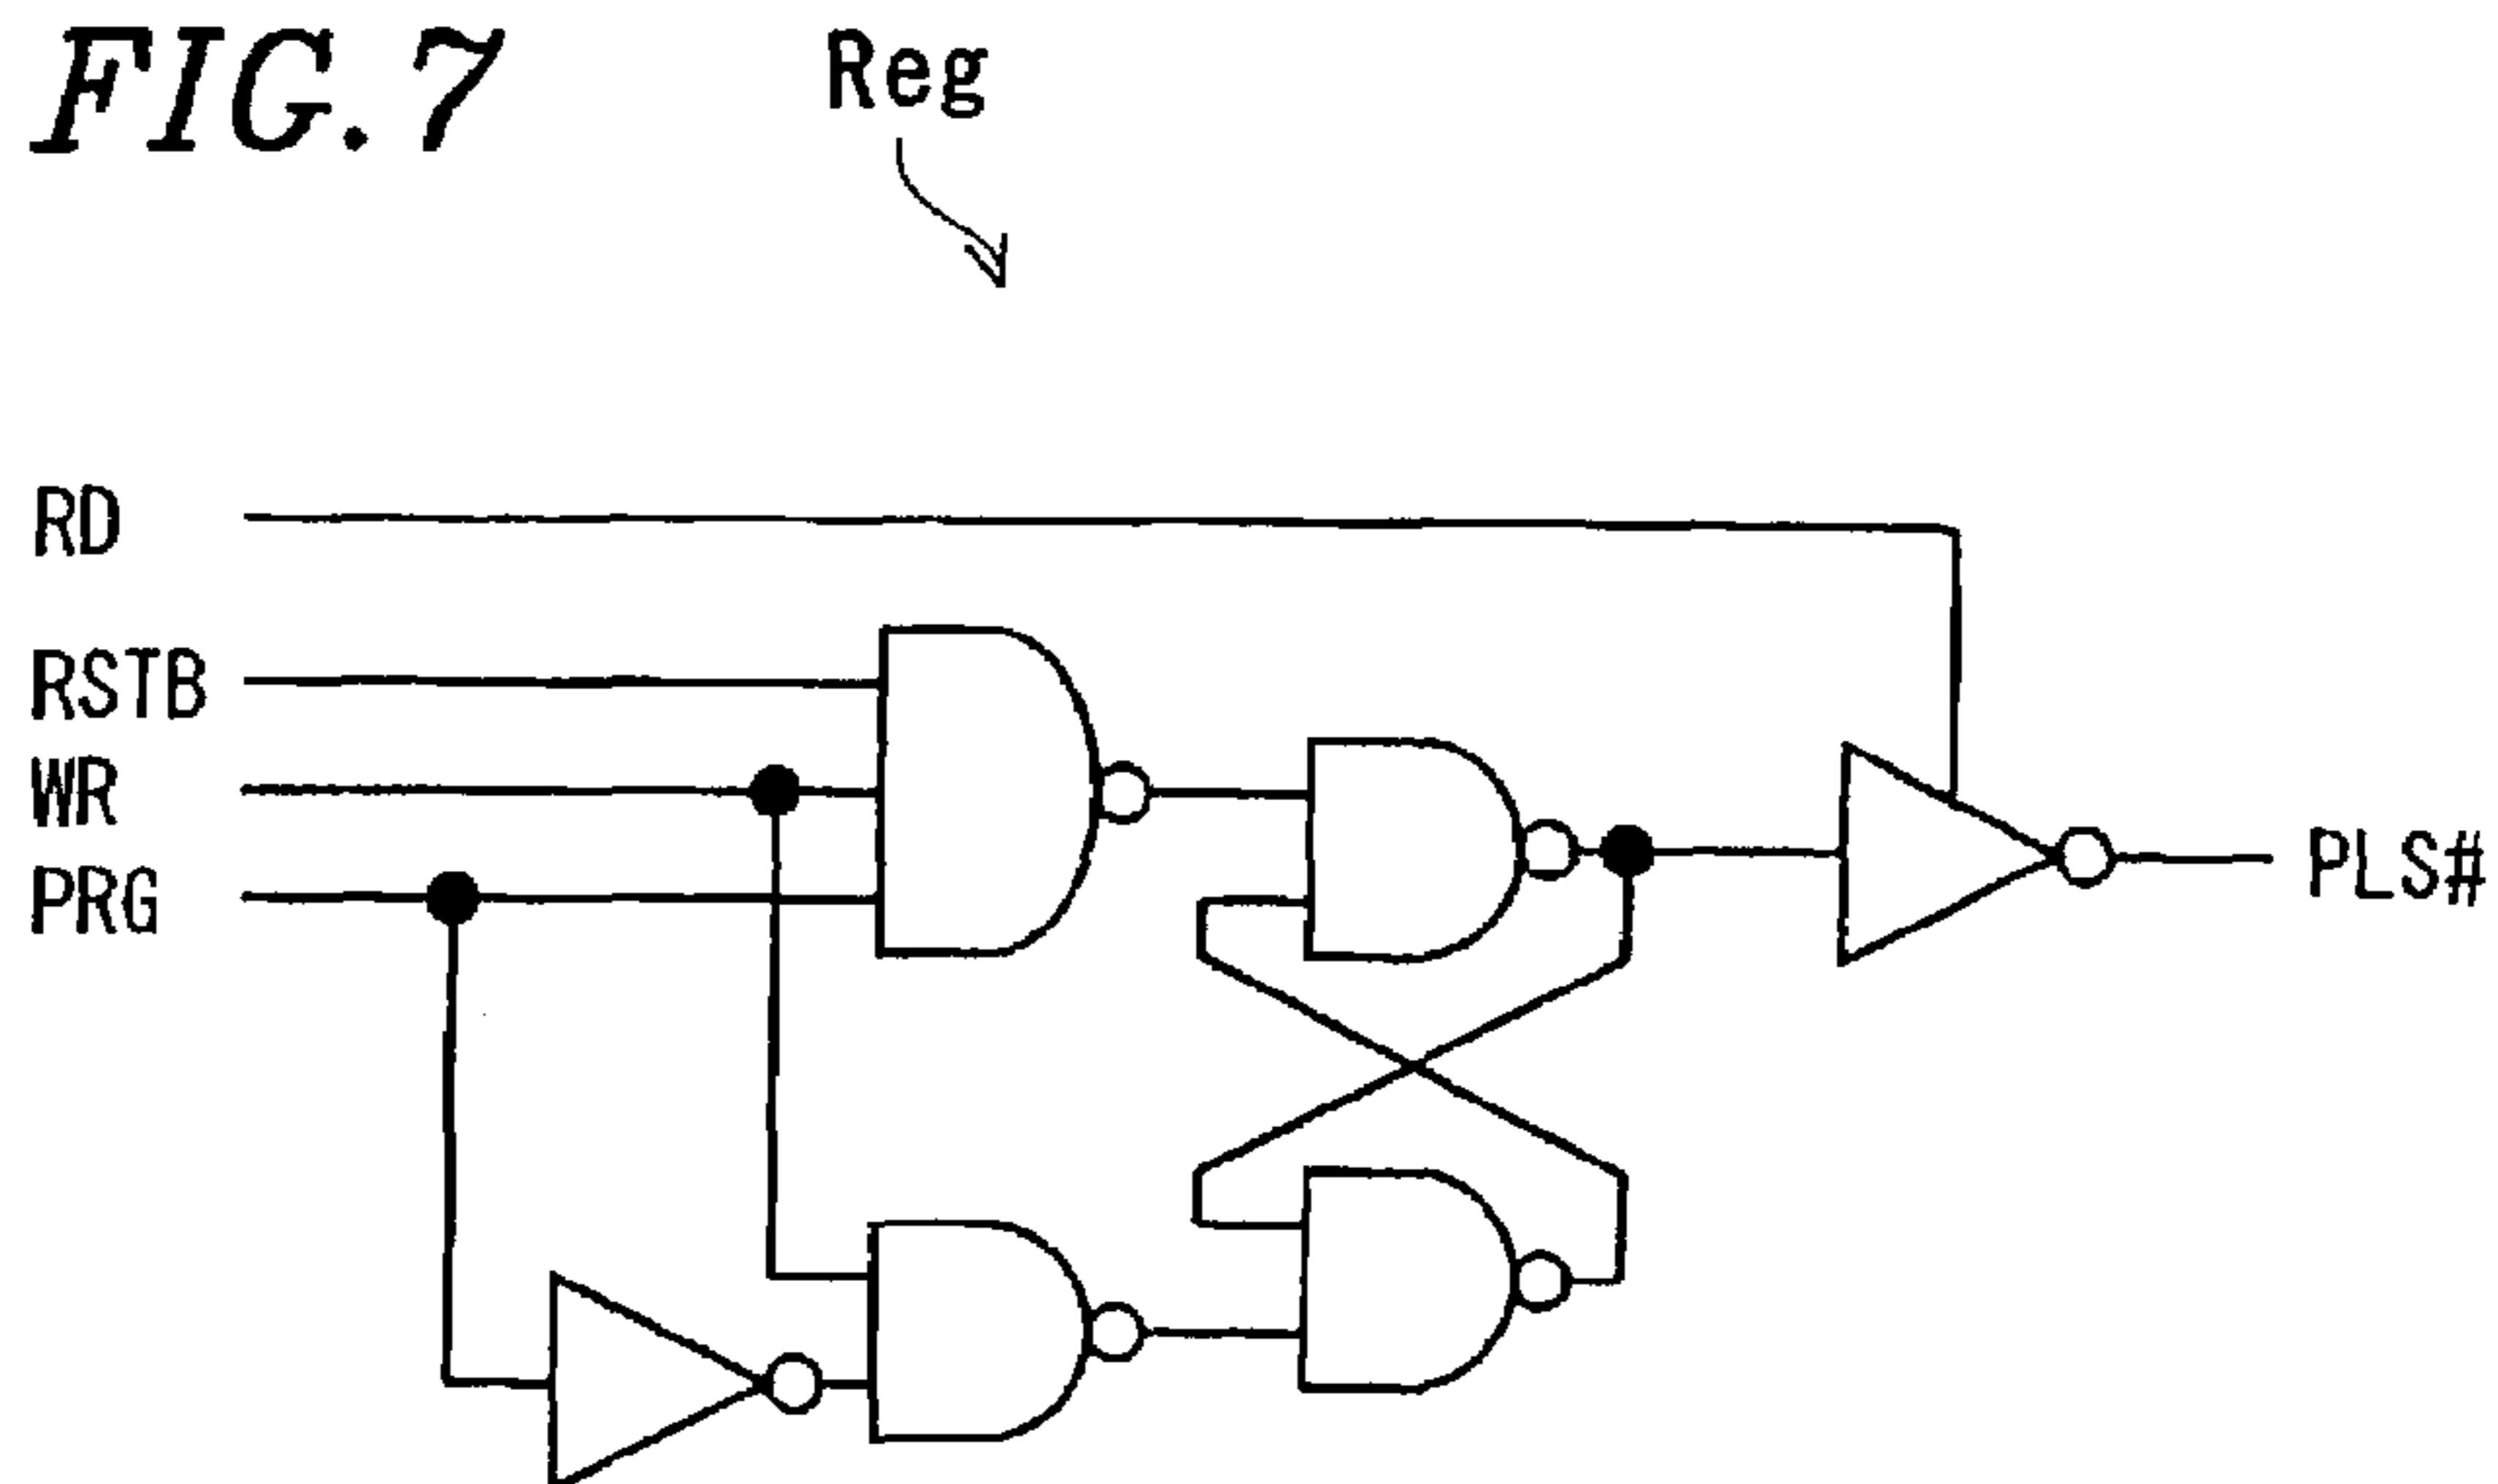 FIG. 7
Reg
RD
RSTB
WR
PRG
PLS#